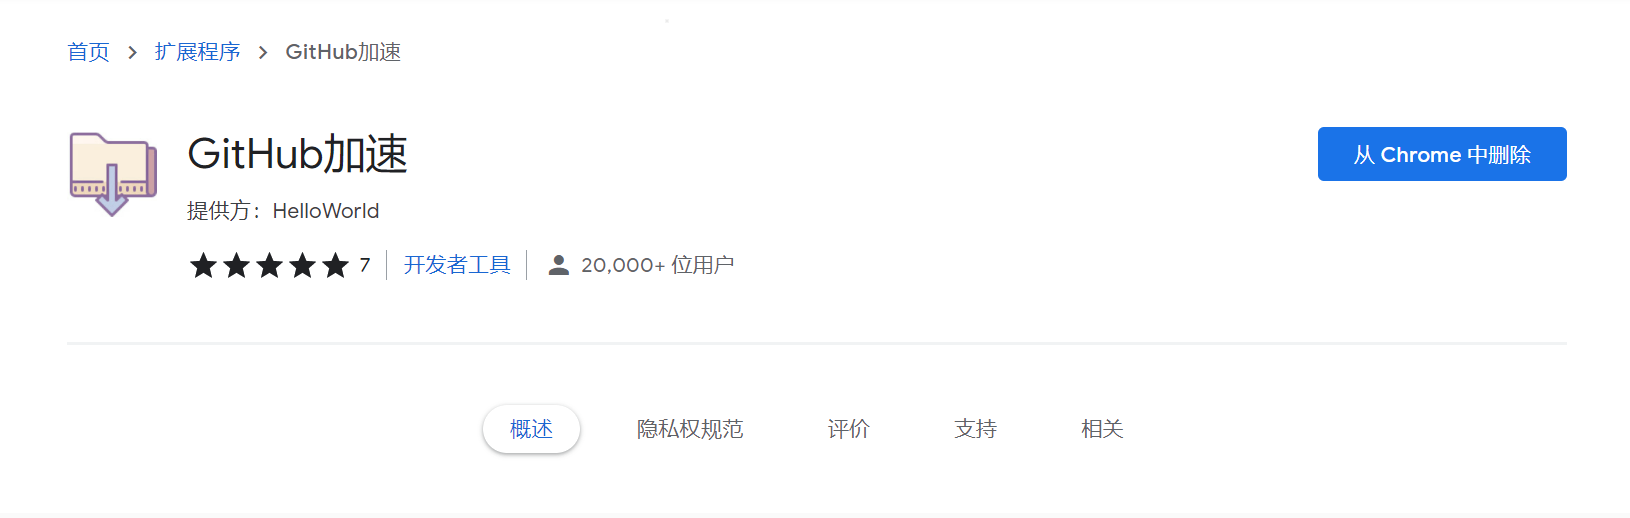 首页 > 扩展程序 > GitHub加速
GitHub加速
从 Chrome 中删除
提供方：HelloWorld
★★★★★ 7 | 开发者工具 | 20,000+ 位用户
概述 隐私权规范 评价 支持 相关